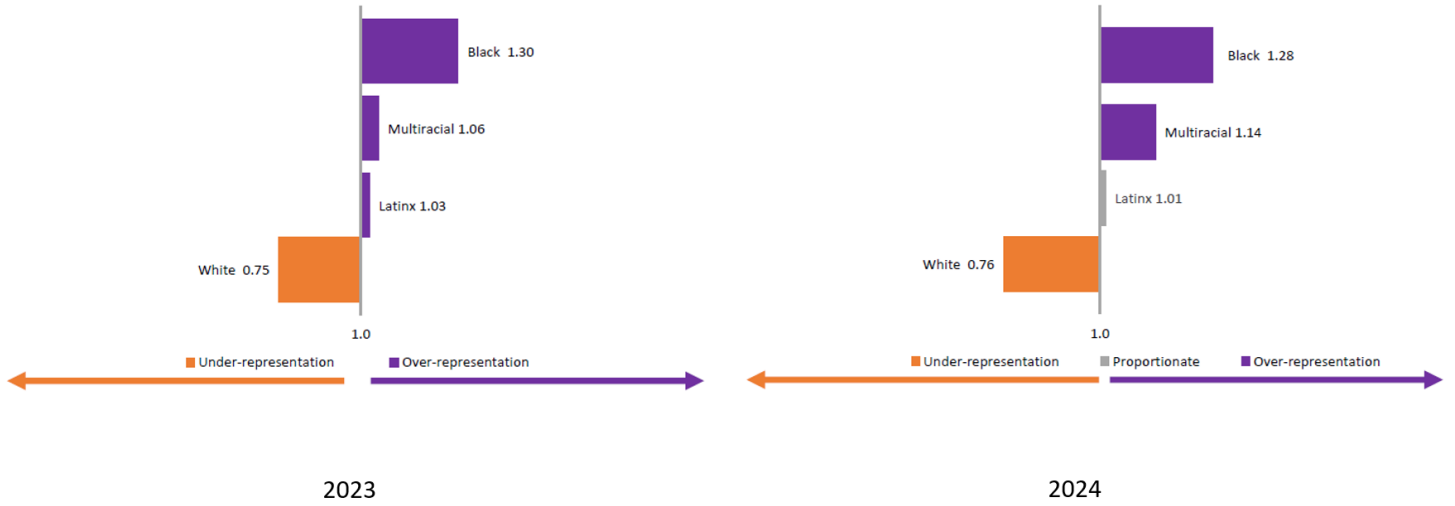 Black 1.30
Multiracial 1.06
Latinx 1.03
White 0.75
1.0
Under-representation
Over-representation
2023
Black 1.28
Multiracial 1.14
Latinx 1.01
White 0.76
1.0
Under-representation
Proportionate
Over-representation
2024